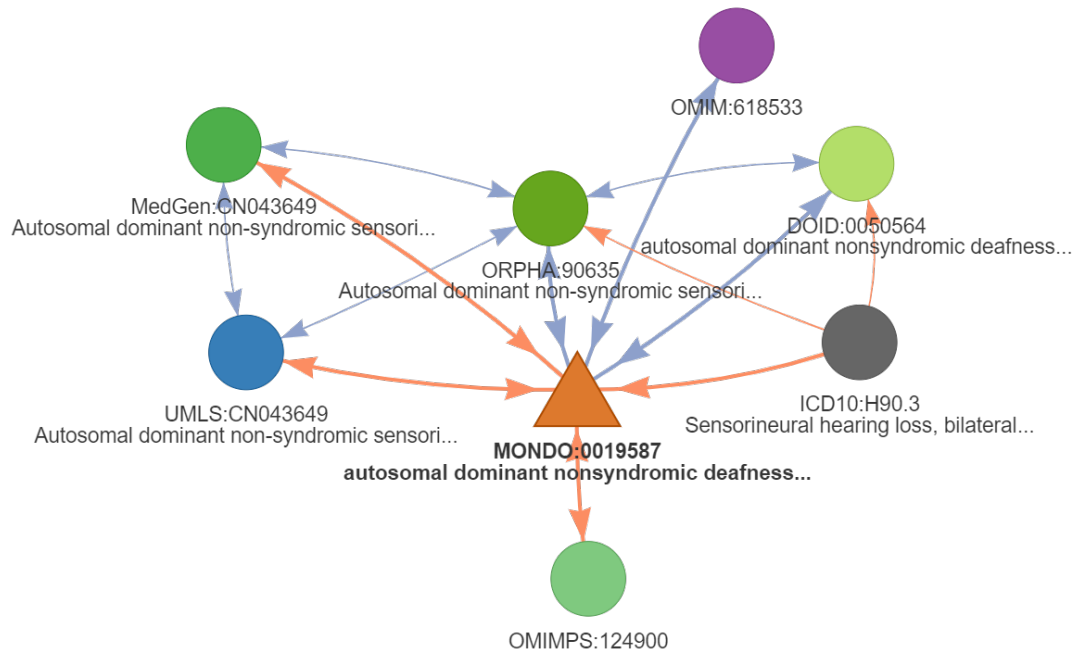 OMIM:618533
MedGen:CN043649
Autosomal dominant non-syndromic sensori...
DOID:0050564
autosomal dominant nonsyndromic deafness...
ORPHA:90635
Autosomal dominant non-syndromic sensori...
UMLS:CN043649
Autosomal dominant non-syndromic sensori...
ICD10:H90.3
Sensorineural hearing loss, bilateral...
MONDO:0019587
autosomal dominant nonsyndromic deafness...
OMIMPS:124900